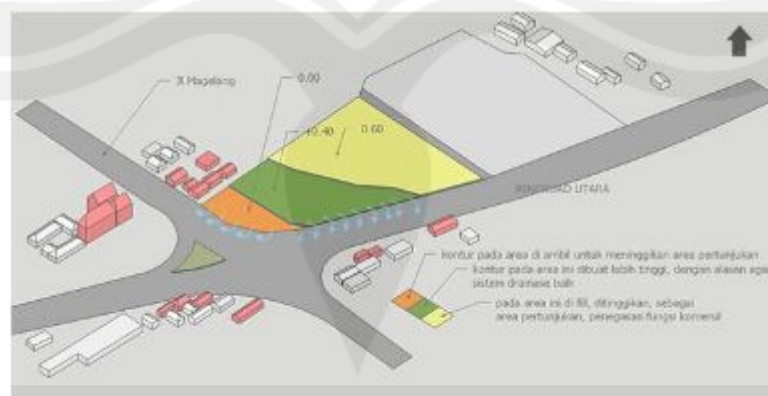 Jl Magelang
0.00
+0.40
0.60
RINGROAD UTARA
kontur pada area di ambil untuk meninggikan area pertunjukan
kontur pada area ini dibuat lebih tinggi, dengan alasan agar
sistem drainase baik
pada area ini di fill, ditinggikan, sebagai
area pertunjukan, penegasan fungsi komersil